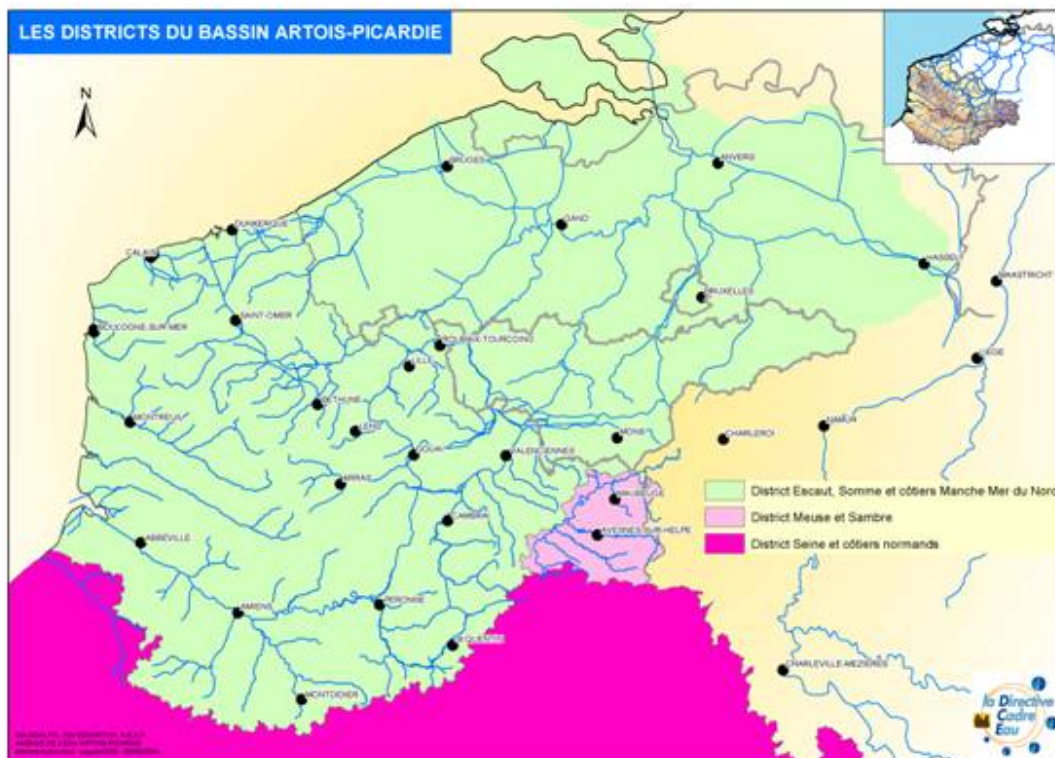 LES DISTRICTS DU BASSIN ARTOIS-PICARDIE
N
BRUGES
ANVERS
DUNKERQUE
GAND
CALAIS
HASSELT
MAASTRICHT
BRUXELLES
SAINT-OMER
BOULOGNE-SUR-MER
ROUBAIX-TOURCOING
LILLE
LIEGE
BETHUNE
MONTREUIL
LENS
NAMUR
MONS
CHARLEROI
DOUAI
VALENCIENNES
ARRAS
MAUBEUGE
District Escaut, Somme et côtiers Manche Mer du Nord
District Meuse et Sambre
District Seine et côtiers normands
CAMBRAI
AVESNES-SUR-HELPE
ABBEVILLE
PERONNE
AMIENS
ST QUENTIN
CHARLEVILLE-MEZIERES
MONTDIDIER
la Directive
Cadre
Eau